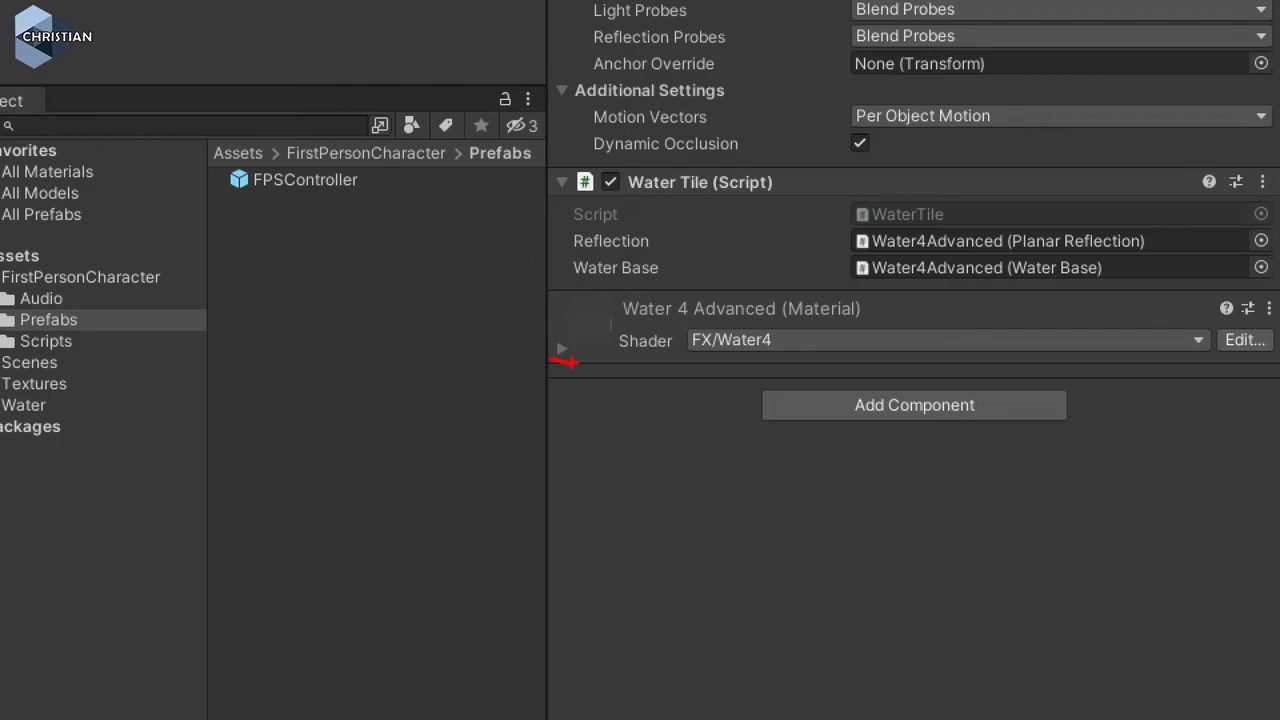 CHRISTIAN
ect
3
avorites
All Materials
All Models
All Prefabs
ssets
FirstPersonCharacter
Audio
Prefabs
Scripts
Scenes
Textures
Water
ackages
Assets > FirstPersonCharacter > Prefabs
FPSController
Light Probes Blend Probes
Reflection Probes Blend Probes
Anchor Override None (Transform)
Additional Settings
Motion Vectors Per Object Motion
Dynamic Occlusion
# Water Tile (Script)
Script WaterTile
Reflection Water4Advanced (Planar Reflection)
Water Base Water4Advanced (Water Base)
Water 4 Advanced (Material)
Shader FX/Water4 Edit...
Add Component